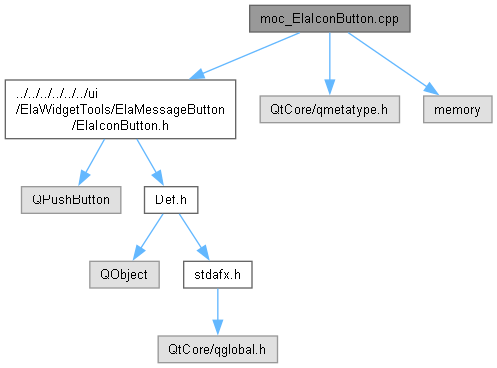 moc_ElaIconButton.cpp
../../../../../../ui
/ElaWidgetTools/ElaMessageButton
/ElaIconButton.h
QtCore/qmetatype.h
memory
QPushButton
Def.h
QObject
stdafx.h
QtCore/qglobal.h